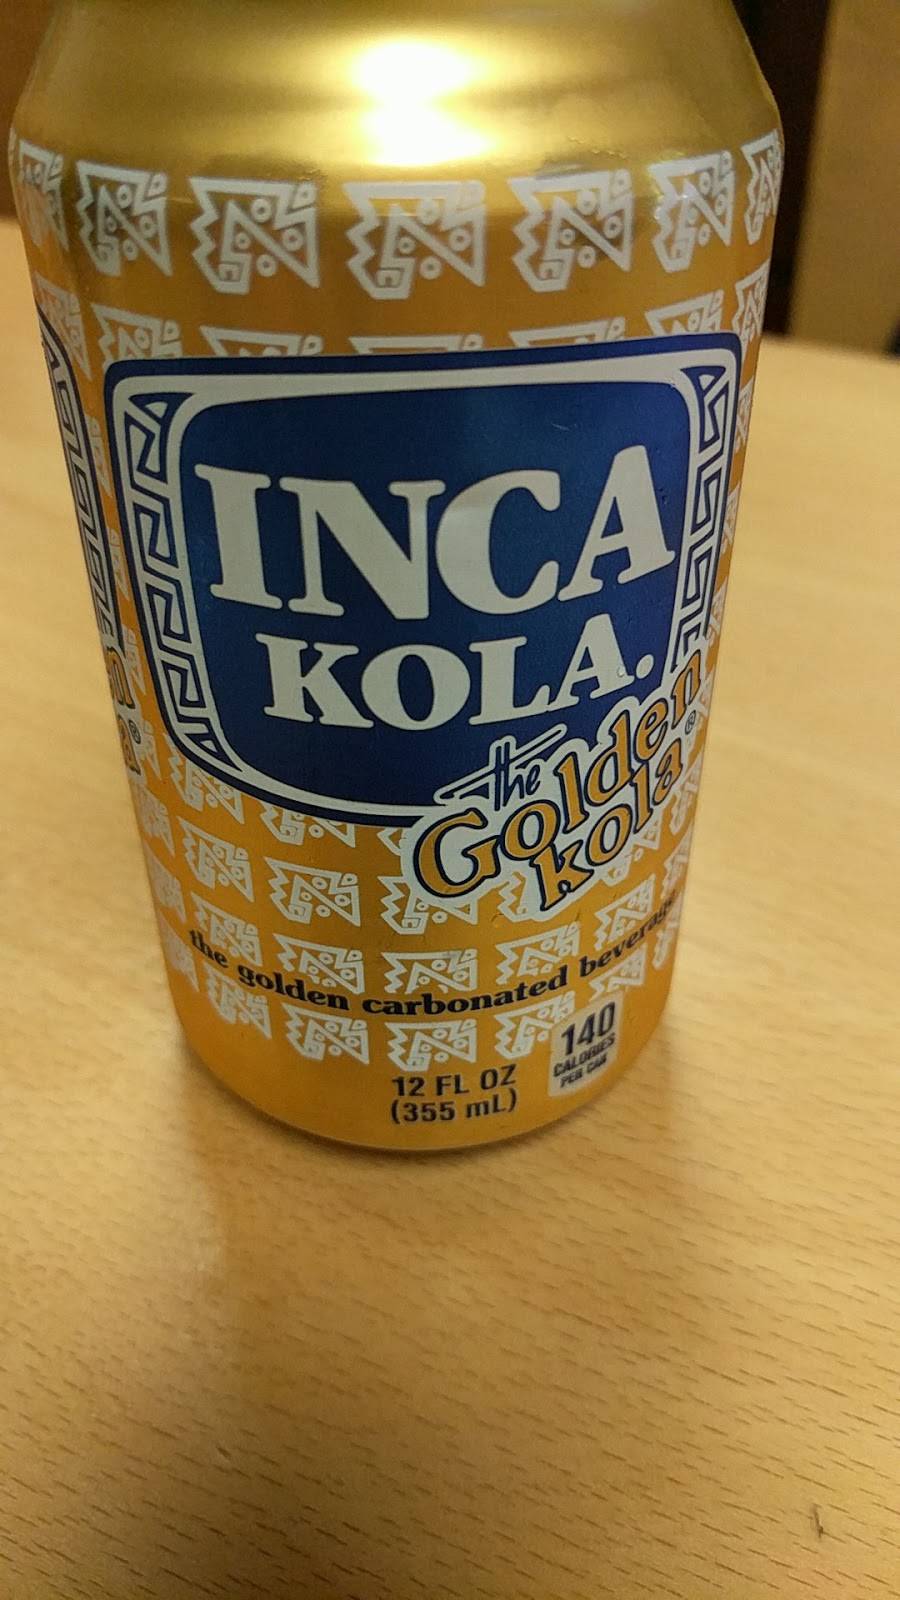 INCA
KOLA.
the
Golden
kola®
the golden carbonated beverage
140
CALORIES
PER CAN
12 FL OZ
(355 mL)